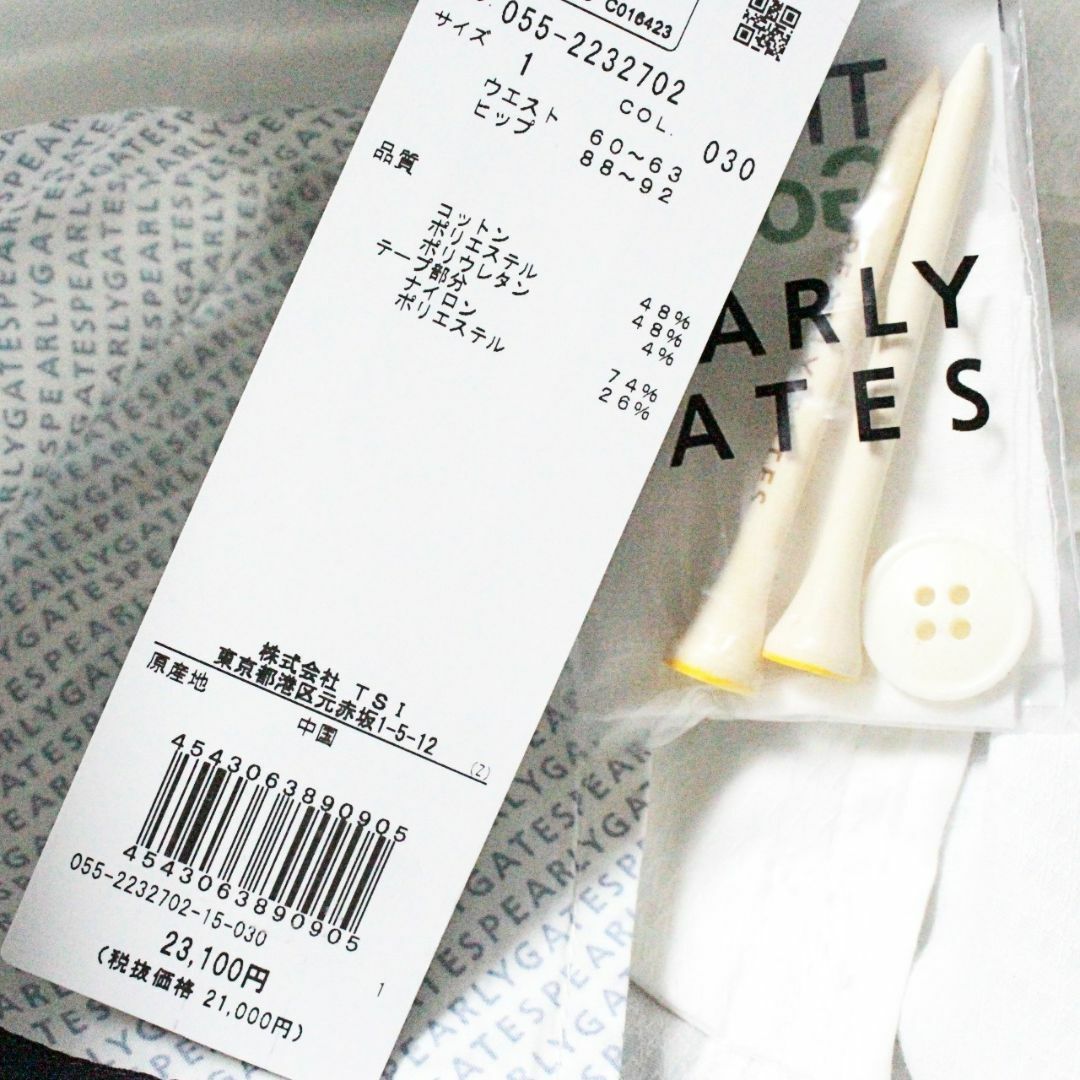 C016423
055-2232702
サイズ
1
COL. 030
ウエスト 60~63
ヒップ 88~92
品質
コットン 48%
ポリエステル 48%
ポリウレタン 4%
テープ部分
ナイロン 74%
ポリエステル 26%
株式会社 TSI
東京都港区元赤坂1-5-12
(Z)
原産地
中国
4543063890905
4543063890905
055-2232702-15-030
23,100円
(税抜価格 21,000円)
1
ARLY
ATES
PEARLYGATESPEARLYGATES